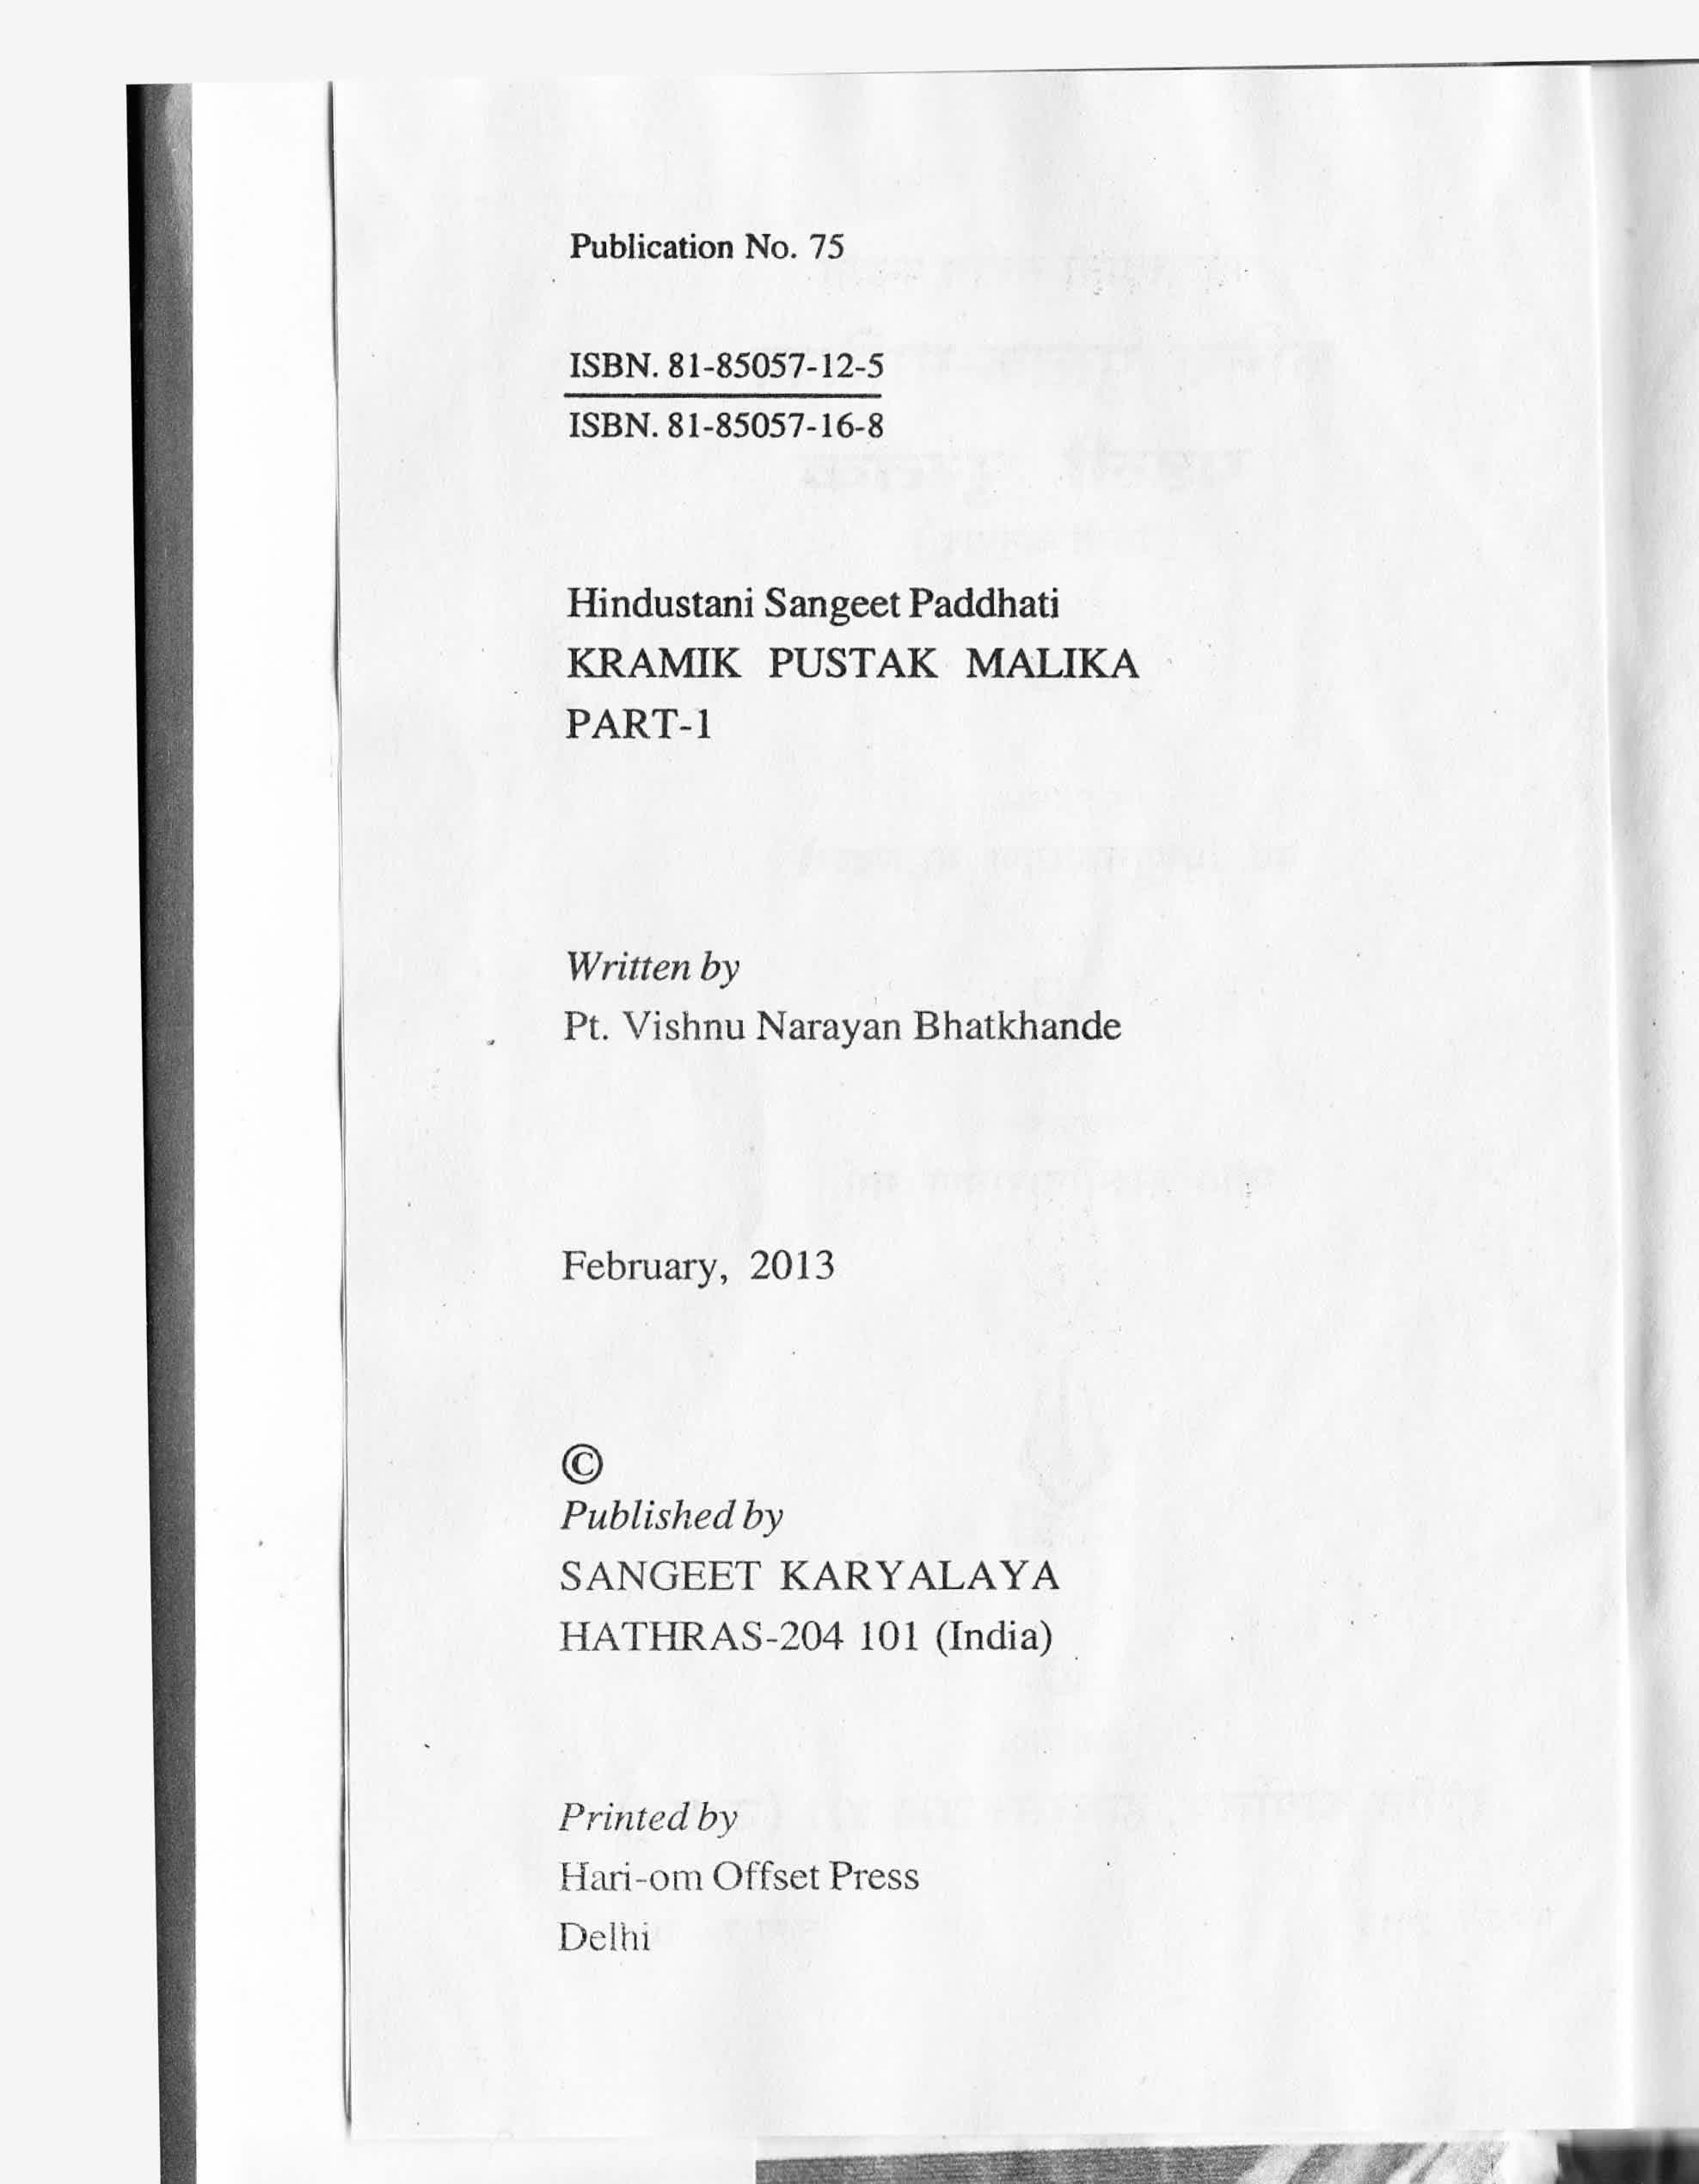 Publication No. 75
ISBN. 81-85057-12-5
ISBN. 81-85057-16-8
Hindustani Sangeet Paddhati
KRAMIK PUSTAK MALIKA
PART-1
Written by
Pt. Vishnu Narayan Bhatkhande
February, 2013
©
Published by
SANGEET KARYALAYA
HATHRAS-204 101 (India)
Printed by
Hari-om Offset Press
Delhi